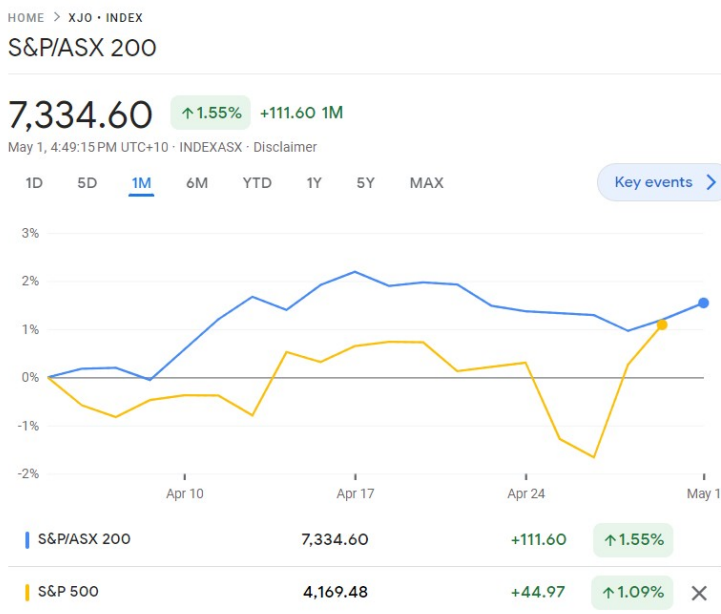 HOME > XJO • INDEX
S&P/ASX 200
7,334.60 ↑1.55% +111.60 1M
May 1, 4:49:15 PM UTC+10 · INDEXASX · Disclaimer
1D 5D 1M 6M YTD 1Y 5Y MAX Key events >
3%
2%
1%
0%
-1%
-2%
Apr 10 Apr 17 Apr 24 May 1
S&P/ASX 200 7,334.60 +111.60 ↑1.55%
S&P 500 4,169.48 +44.97 ↑1.09% ×